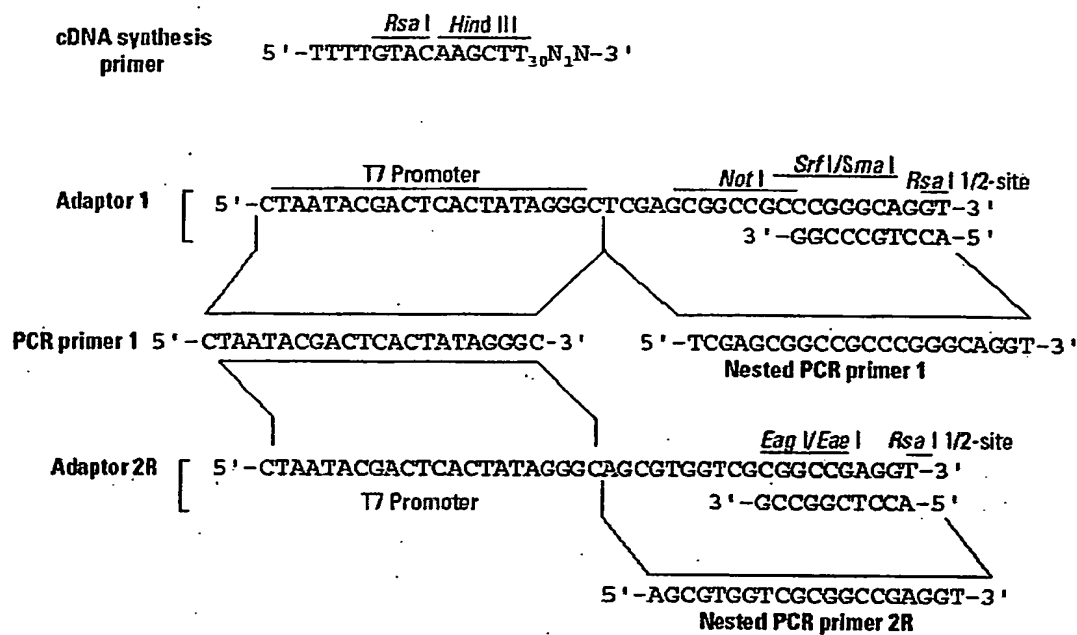 Rsa I Hind III
cDNA synthesis primer 5'-TTTTGTACAAGCTT₃₀N₁N-3'
T7 Promoter Not I Srf I/Sma I Rsa I 1/2-site
Adaptor 1 [ 5'-CTAATACGACTCACTATAGGGCTCGAGCGGCCGCCCGGGCAGGT-3'
3'-GGCCCGTCCA-5'
PCR primer 1 5'-CTAATACGACTCACTATAGGGC-3' 5'-TCGAGCGGCCGCCCGGGCAGGT-3'
Nested PCR primer 1
Eag I/Eae I Rsa I 1/2-site
Adaptor 2R [ 5'-CTAATACGACTCACTATAGGGCAGCGTGGTCGCGGCCGAGGT-3'
T7 Promoter 3'-GCCGGCTCCA-5'
5'-AGCGTGGTCGCGGCCGAGGT-3'
Nested PCR primer 2R